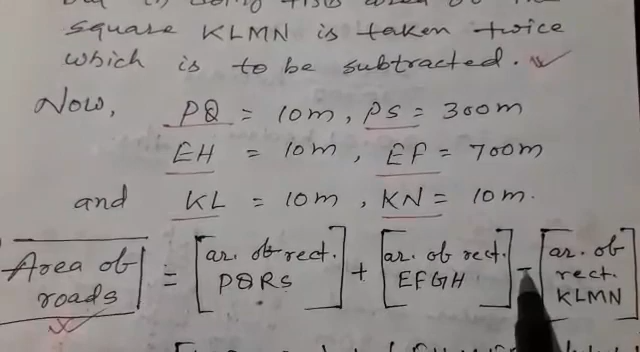 square KLMN is taken twice
which is to be subtracted.
Now, PQ = 10m, PS = 300m
EH = 10m, EF = 700m
and KL = 10m, KN = 10m.
Area of roads = [ar. of rect. PQRS] + [ar. of rect. EFGH] - [ar. of rect. KLMN]